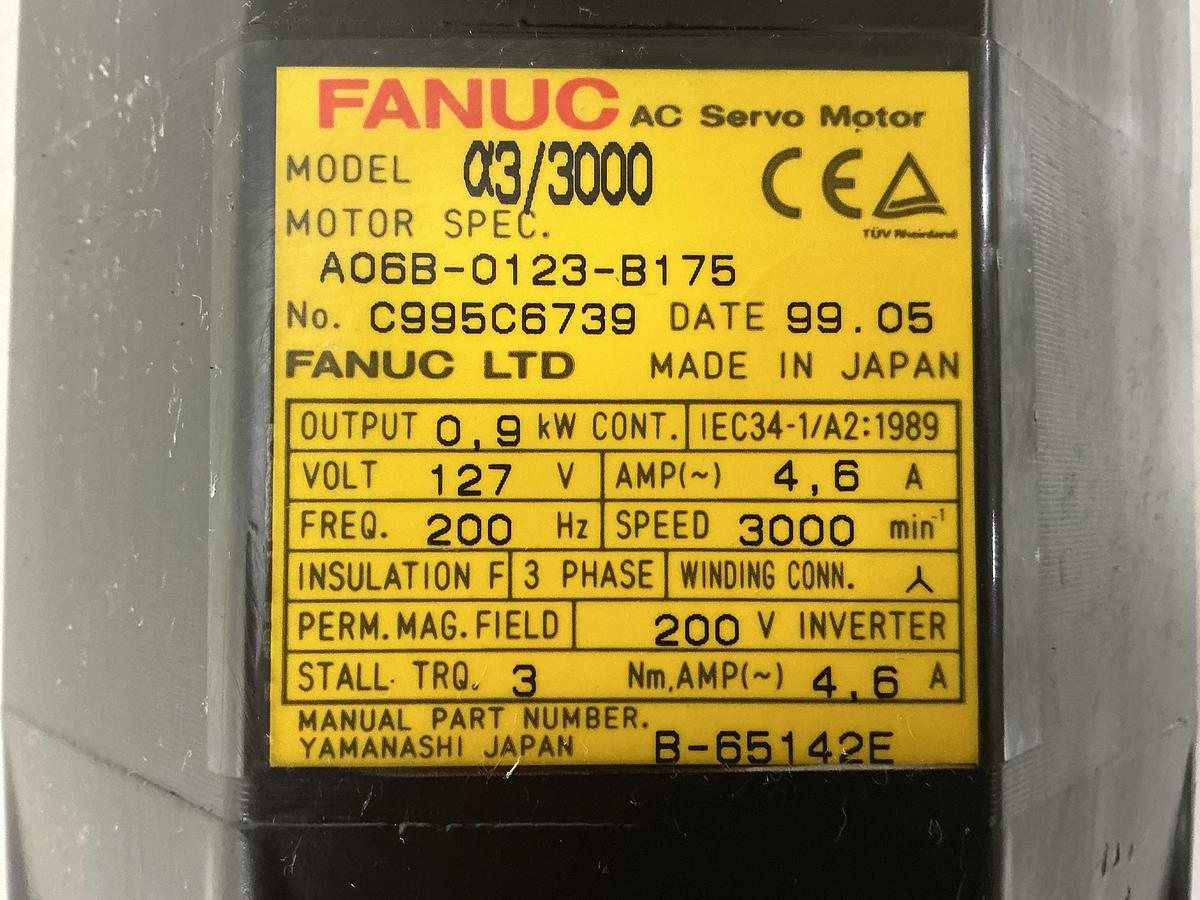 FANUC AC Servo Motor
MODEL α3/3000
CE
TÜV Rheinland
MOTOR SPEC.
A06B-0123-B175
No. C995C6739 DATE 99.05
FANUC LTD MADE IN JAPAN
OUTPUT 0,9 kW CONT. IEC34-1/A2:1989
VOLT 127 V AMP(~) 4,6 A
FREQ. 200 Hz SPEED 3000 min⁻¹
INSULATION F 3 PHASE WINDING CONN.
PERM.MAG.FIELD 200 V INVERTER
STALL. TRQ. 3 Nm,AMP(~) 4,6 A
MANUAL PART NUMBER.
YAMANASHI JAPAN B-65142E